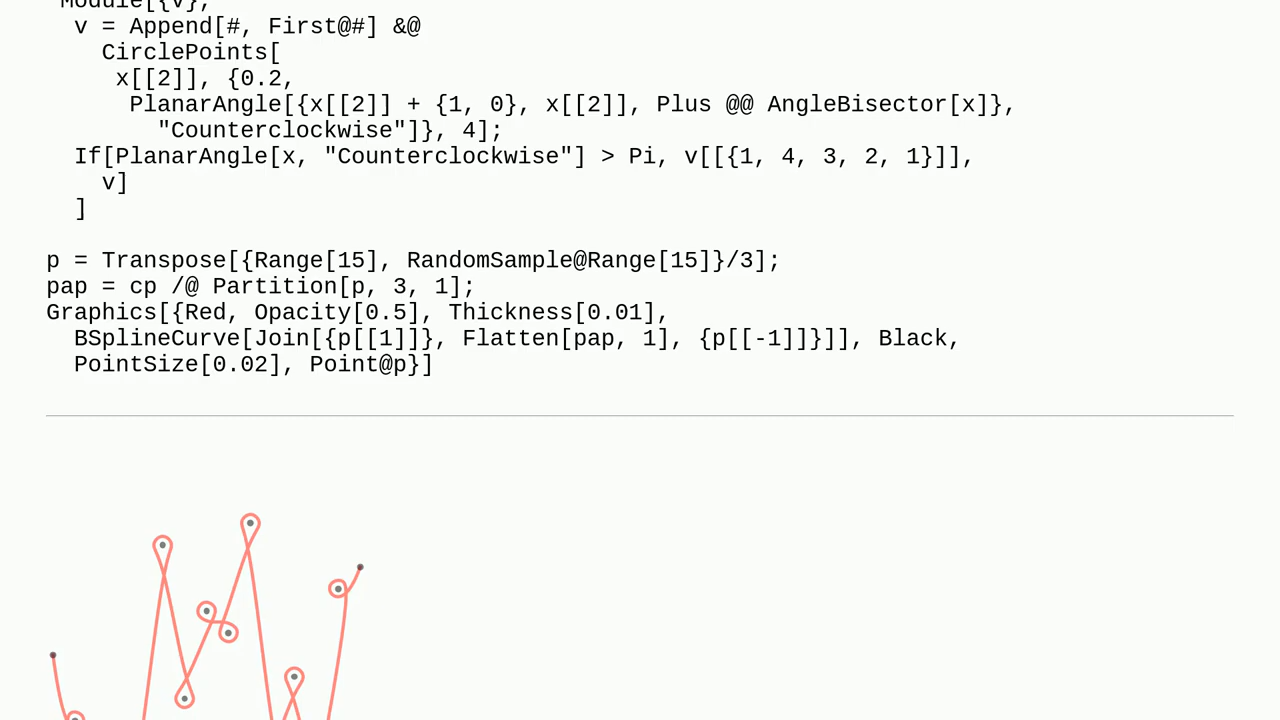 Module[{v},
v = Append[#, First@#] &@
CirclePoints[
x[[2]], {0.2,
PlanarAngle[{x[[2]] + {1, 0}, x[[2]], Plus @@ AngleBisector[x]},
"Counterclockwise"]}, 4];
If[PlanarAngle[x, "Counterclockwise"] > Pi, v[[{1, 4, 3, 2, 1}]],
v]
]
p = Transpose[{Range[15], RandomSample@Range[15]}/3];
pap = cp /@ Partition[p, 3, 1];
Graphics[{Red, Opacity[0.5], Thickness[0.01],
BSplineCurve[Join[{p[[1]]}, Flatten[pap, 1], {p[[-1]]}]], Black,
PointSize[0.02], Point@p}]